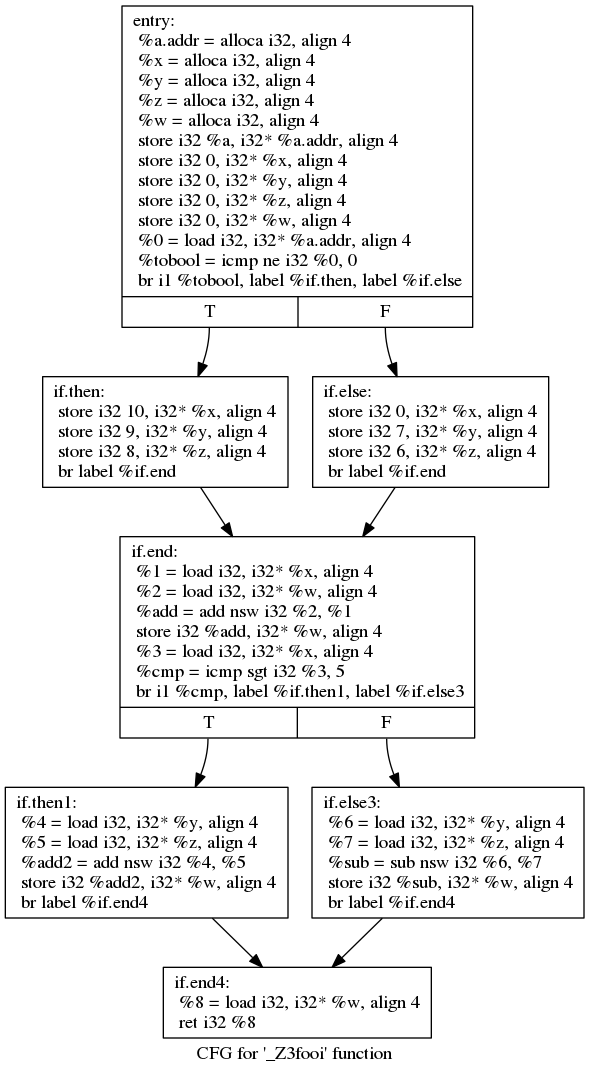 entry:
%a.addr = alloca i32, align 4
%x = alloca i32, align 4
%y = alloca i32, align 4
%z = alloca i32, align 4
%w = alloca i32, align 4
store i32 %a, i32* %a.addr, align 4
store i32 0, i32* %x, align 4
store i32 0, i32* %y, align 4
store i32 0, i32* %z, align 4
store i32 0, i32* %w, align 4
%0 = load i32, i32* %a.addr, align 4
%tobool = icmp ne i32 %0, 0
br i1 %tobool, label %if.then, label %if.else
T
F
if.then:
store i32 10, i32* %x, align 4
store i32 9, i32* %y, align 4
store i32 8, i32* %z, align 4
br label %if.end
if.else:
store i32 0, i32* %x, align 4
store i32 7, i32* %y, align 4
store i32 6, i32* %z, align 4
br label %if.end
if.end:
%1 = load i32, i32* %x, align 4
%2 = load i32, i32* %w, align 4
%add = add nsw i32 %2, %1
store i32 %add, i32* %w, align 4
%3 = load i32, i32* %x, align 4
%cmp = icmp sgt i32 %3, 5
br i1 %cmp, label %if.then1, label %if.else3
T
F
if.then1:
%4 = load i32, i32* %y, align 4
%5 = load i32, i32* %z, align 4
%add2 = add nsw i32 %4, %5
store i32 %add2, i32* %w, align 4
br label %if.end4
if.else3:
%6 = load i32, i32* %y, align 4
%7 = load i32, i32* %z, align 4
%sub = sub nsw i32 %6, %7
store i32 %sub, i32* %w, align 4
br label %if.end4
if.end4:
%8 = load i32, i32* %w, align 4
ret i32 %8
CFG for '_Z3fooi' function